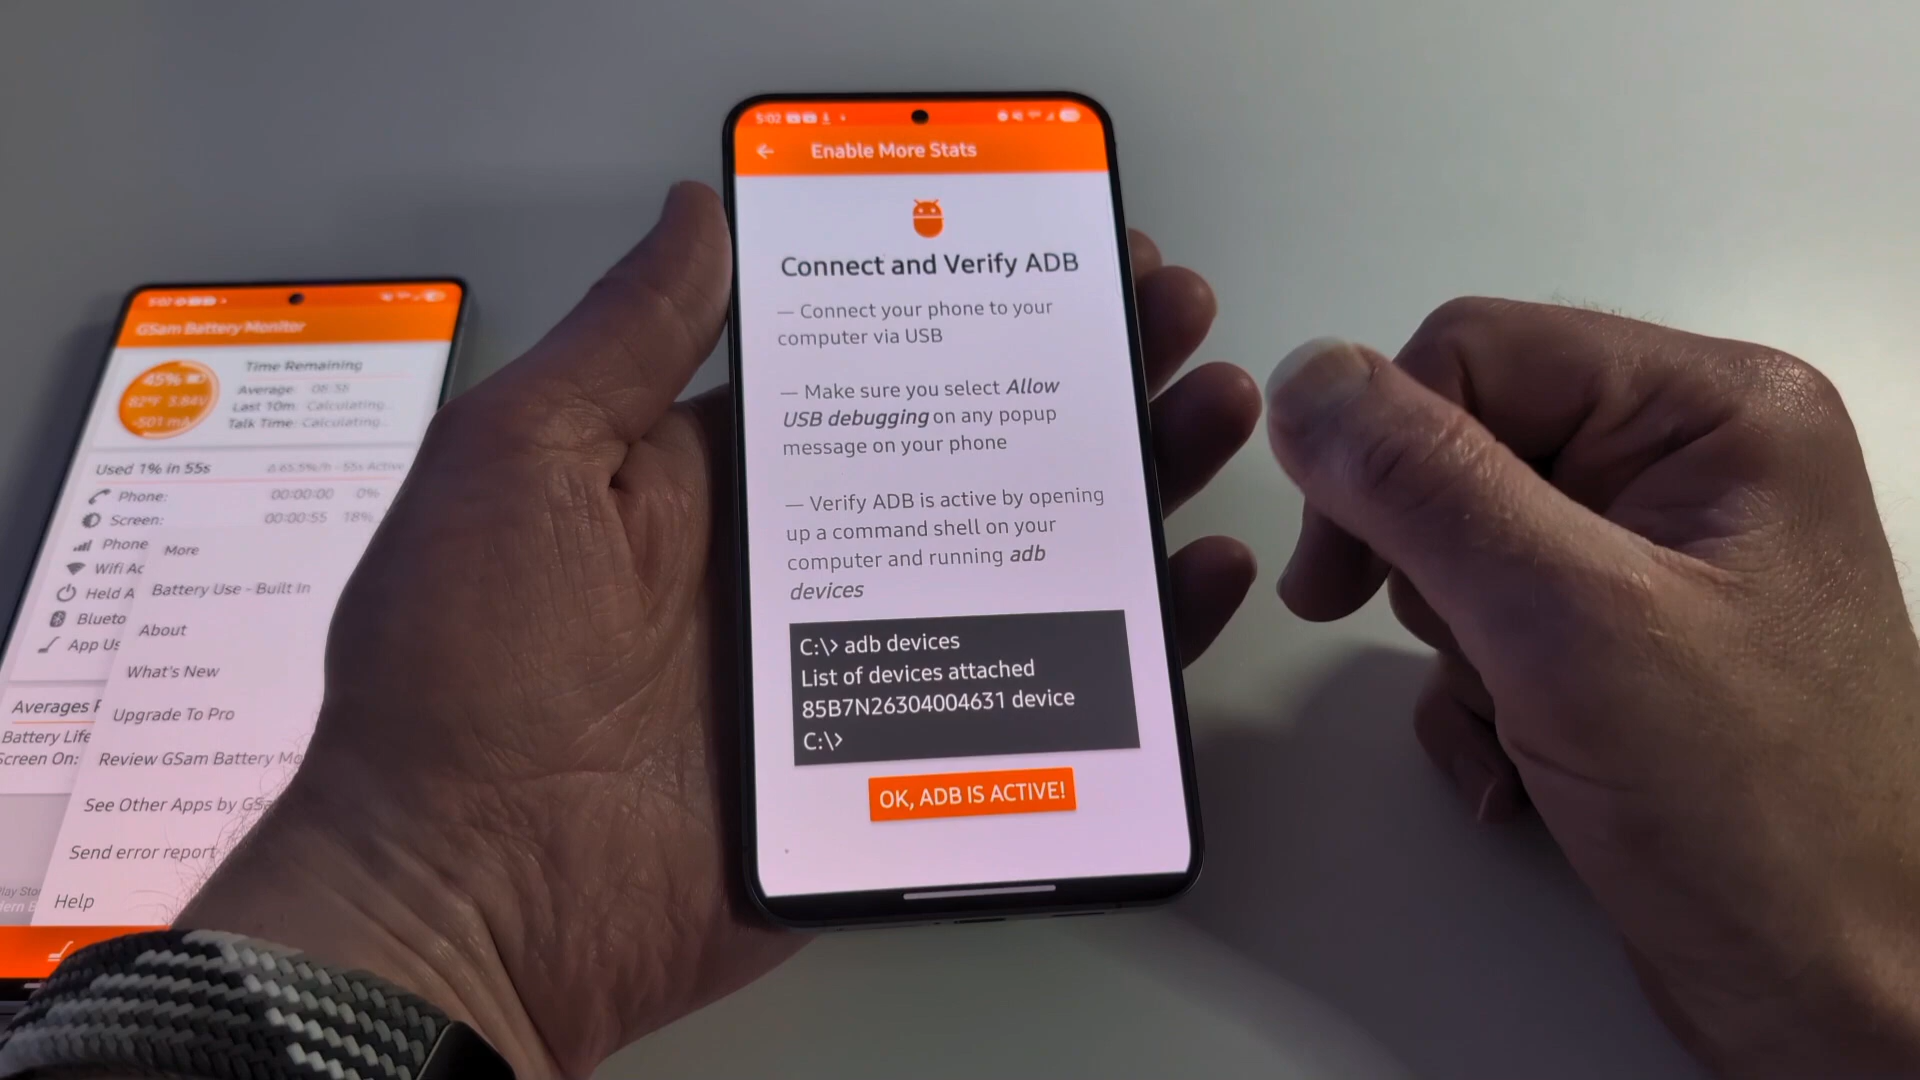 5:02
GSam Battery Monitor
45%
82°F 3.84V
-501 mA
Time Remaining
Average: 08:38
Last 10m: Calculating..
Talk Time: Calculating..
Used 1% in 55s
Δ 65.5%/h - 55s Active
Phone: 00:00:00 0%
Screen: 00:00:55 18%
Phone
Wifi Ac
Held A
Blueto
App Us
More
Battery Use - Built In
About
What's New
Upgrade To Pro
Review GSam Battery Mo
See Other Apps by GSa
Send error report
Help
Averages
Battery Life
Screen On:
Play Sto
5:02
Enable More Stats
Connect and Verify ADB
— Connect your phone to your
computer via USB
— Make sure you select Allow
USB debugging on any popup
message on your phone
— Verify ADB is active by opening
up a command shell on your
computer and running adb
devices
C:\> adb devices
List of devices attached
85B7N26304004631 device
C:\>
OK, ADB IS ACTIVE!